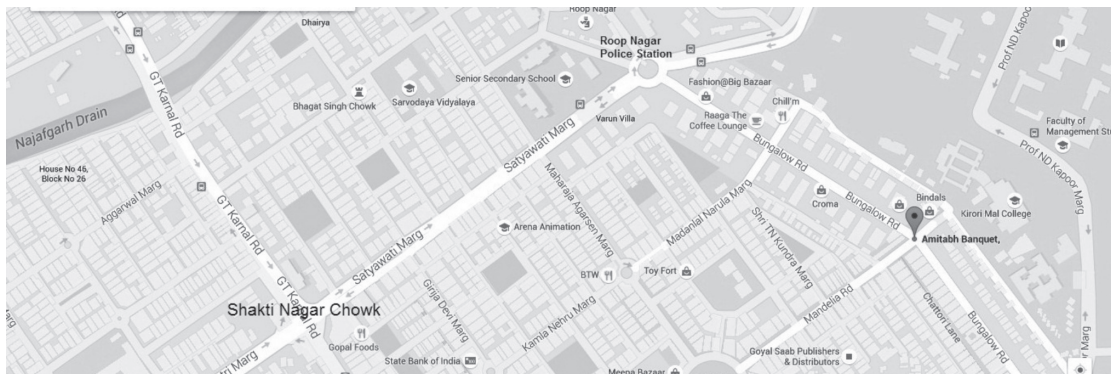 Dhairya
Roop Nagar
Roop Nagar
Police Station
Senior Secondary School
Bhagat Singh Chowk
Sarvodaya Vidyalaya
Varun Villa
Fashion@Big Bazaar
Raaga The
Coffee Lounge
Chill'm
Prof ND Kapoor
Faculty of
Management
Prof ND Kapoor Marg
GT Karnal Rd
Najafgarh Drain
House No 46,
Block No 26
Aggarwal Marg
GT Karnal Rd
Satyawati Marg
Maharaja Agarsen Marg
Bungalow Rd
Bungalow Rd
Croma
Bindals
Kirori Mal College
Amitabh Banquet,
Arena Animation
Madanlal Narula Marg
Shri TN Kundra Marg
Satyawati Marg
BTW
Toy Fort
Mandelia Rd
Chattori Lane
Bungalow Rd
Shakti Nagar Chowk
GT Karnal Rd
Girija Devi Marg
Kamla Nehru Marg
Gopal Foods
State Bank of India
Goyal Saab Publishers
& Distributors
Meena Bazaar
Marg